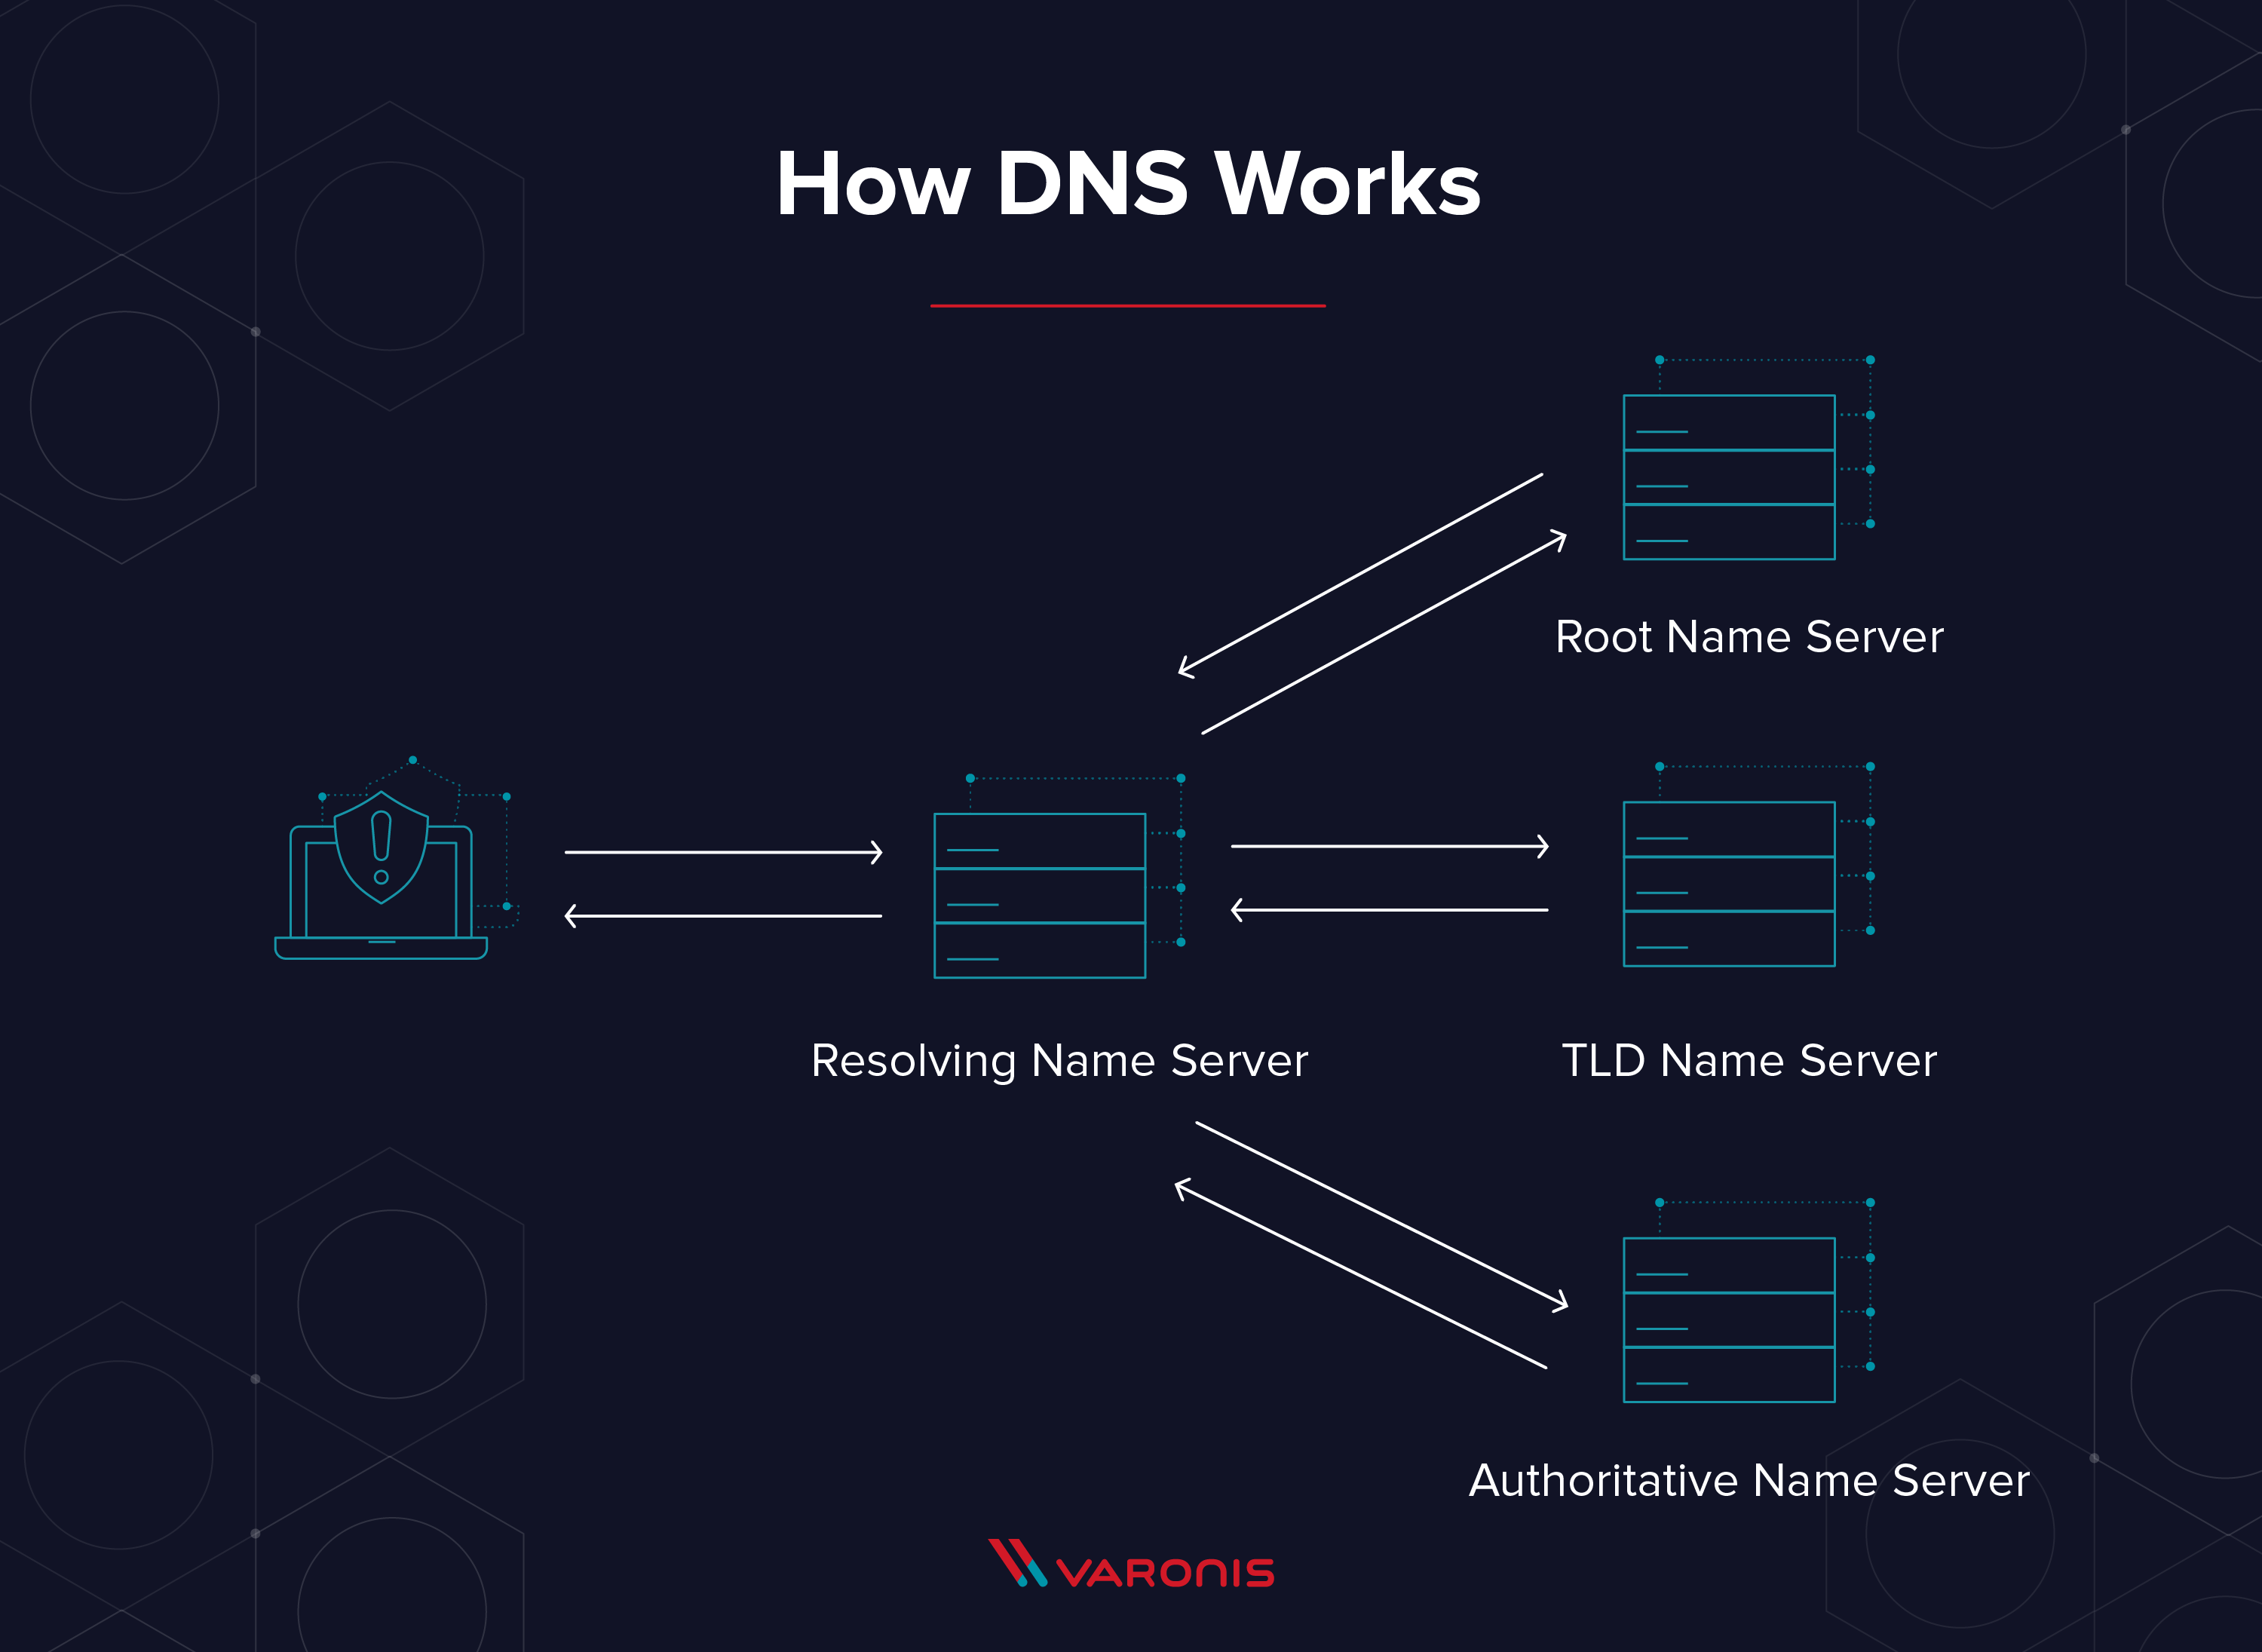 How DNS Works
Root Name Server
Resolving Name Server
TLD Name Server
Authoritative Name Server
VARONIS